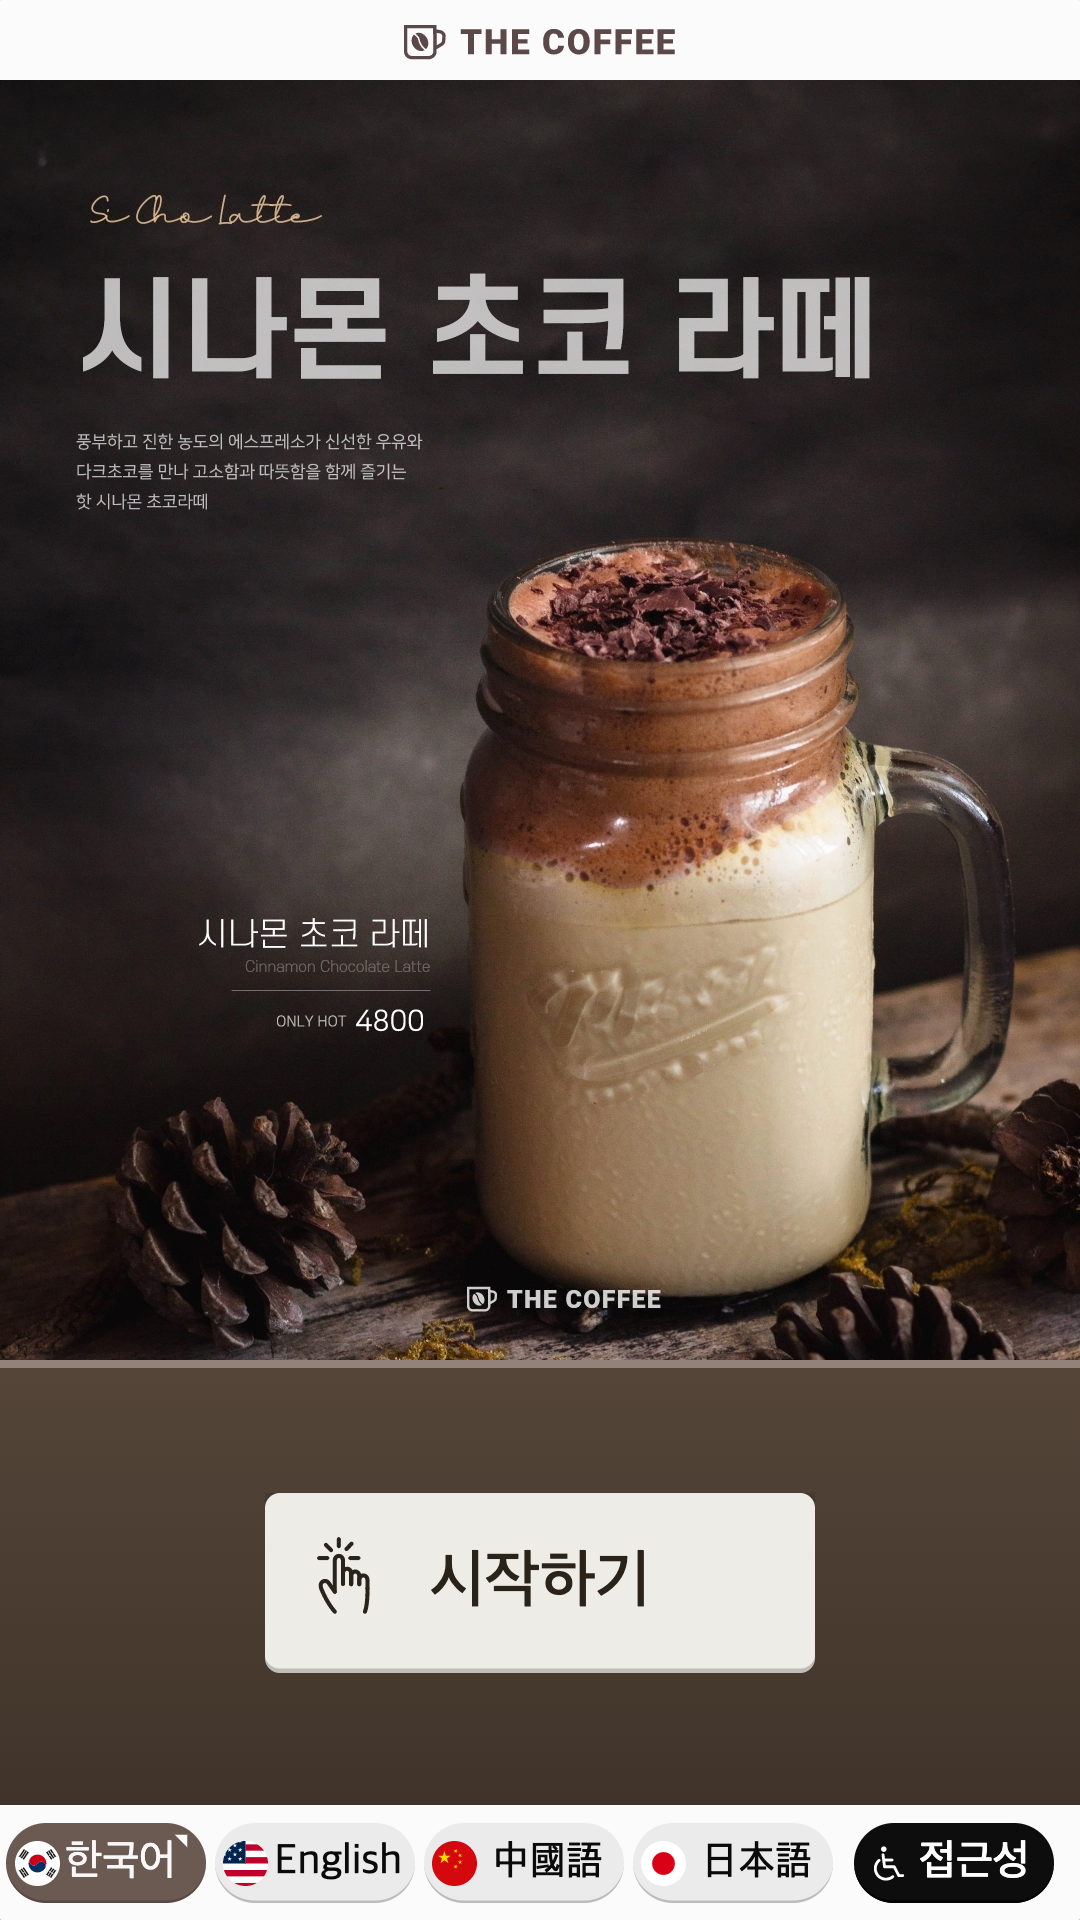 THE COFFEE
Si Cho Latte
시나몬 초코 라떼
풍부하고 진한 농도의 에스프레소가 신선한 우유와
다크초코를 만나 고소함과 따뜻함을 함께 즐기는
핫 시나몬 초코라떼
시나몬 초코 라떼
Cinnamon Chocolate Latte
ONLY HOT 4800
Mason
THE COFFEE
시작하기
한국어 English 中國語 日本語 접근성